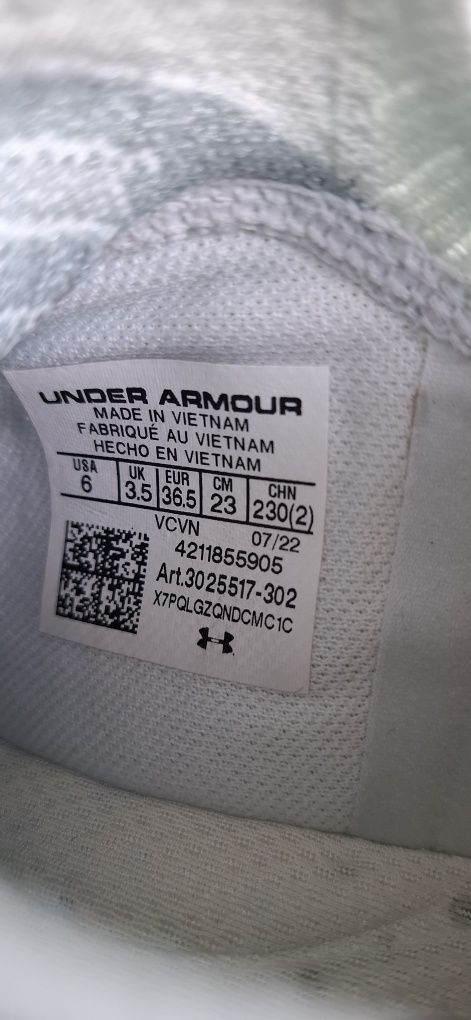 UNDER ARMOUR
MADE IN VIETNAM
FABRIQUÉ AU VIETNAM
HECHO EN VIETNAM
USA UK EUR CM CHN
6 3.5 36.5 23 230(2)
VCVN 07/22
4211855905
Art.3025517-302
X7PQLGZQNDCMC1C